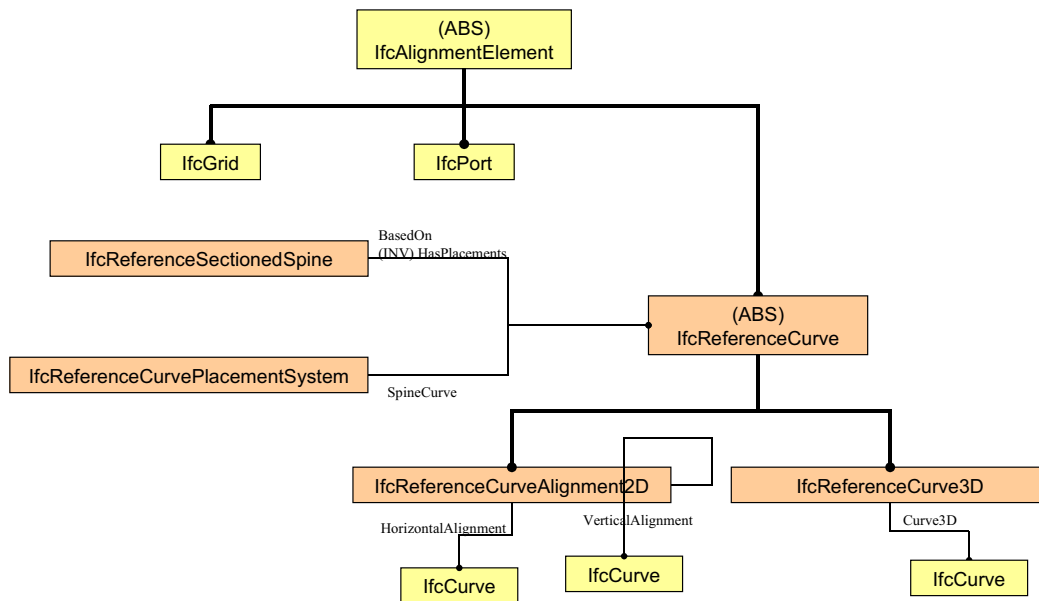 (ABS)
IfcAlignmentElement
IfcGrid
IfcPort
BasedOn
(INV) HasPlacements
IfcReferenceSectionedSpine
(ABS)
IfcReferenceCurve
IfcReferenceCurvePlacementSystem
SpineCurve
IfcReferenceCurveAlignment2D
IfcReferenceCurve3D
HorizontalAlignment
VerticalAlignment
Curve3D
IfcCurve
IfcCurve
IfcCurve